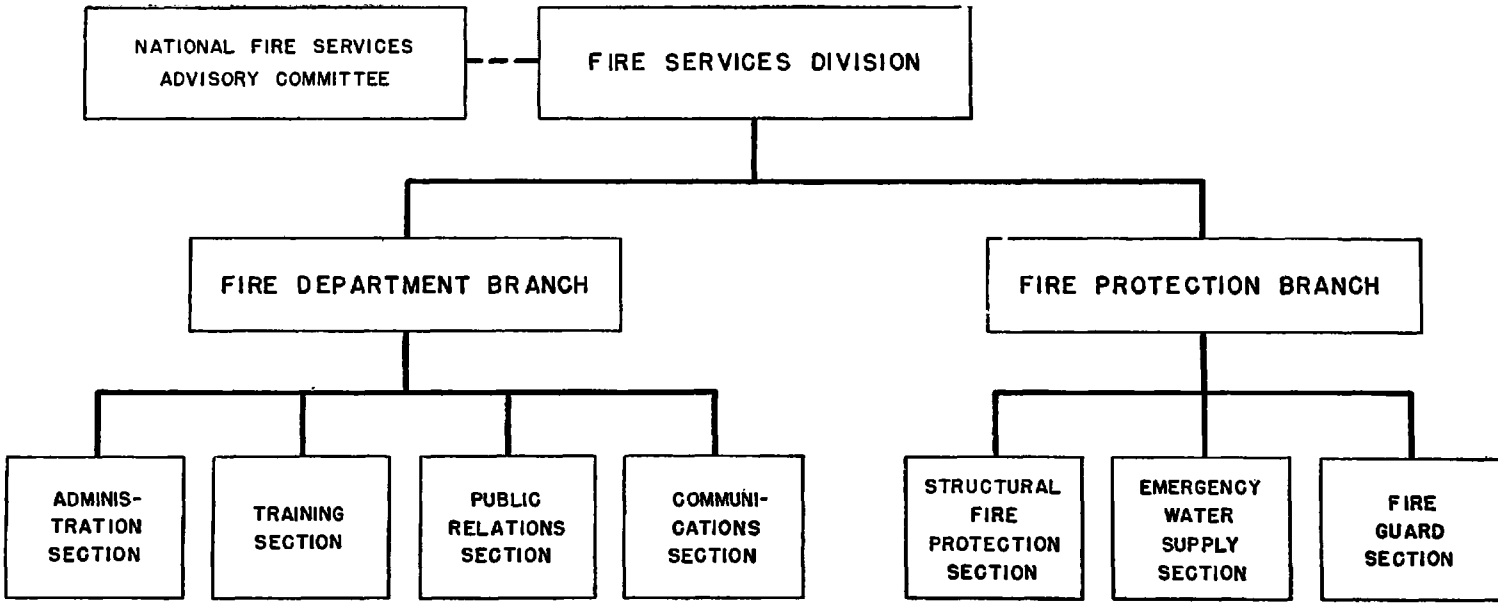 NATIONAL FIRE SERVICES
ADVISORY COMMITTEE
FIRE SERVICES DIVISION
FIRE DEPARTMENT BRANCH
FIRE PROTECTION BRANCH
ADMINIS-
TRATION
SECTION
TRAINING
SECTION
PUBLIC
RELATIONS
SECTION
COMMUNI-
CATIONS
SECTION
STRUCTURAL
FIRE
PROTECTION
SECTION
EMERGENCY
WATER
SUPPLY
SECTION
FIRE
GUARD
SECTION